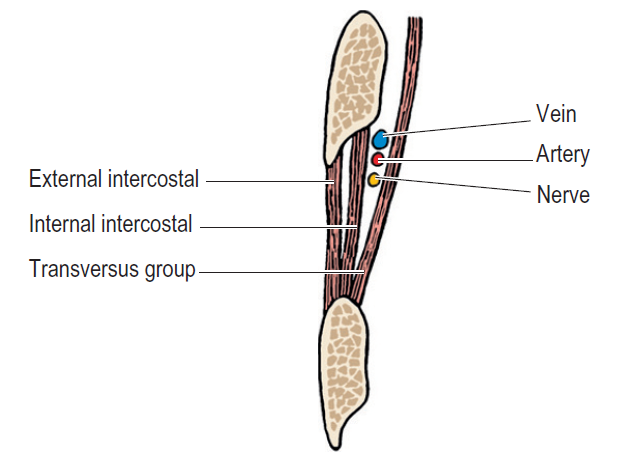 Vein
Artery
Nerve
External intercostal
Internal intercostal
Transversus group